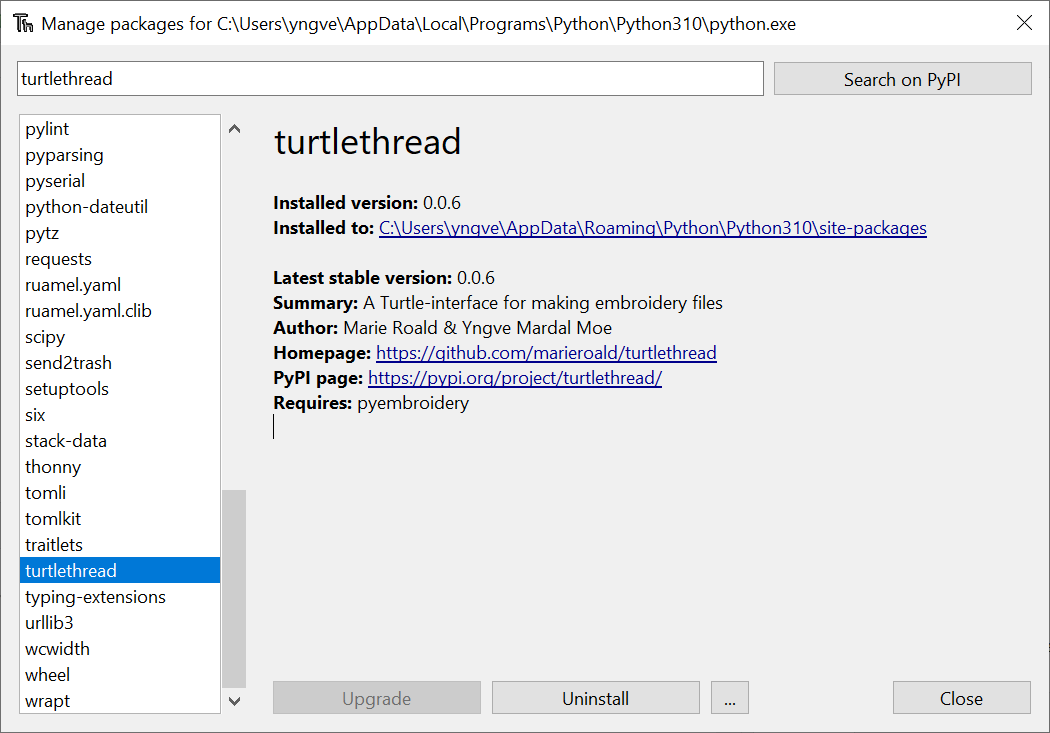 Manage packages for C:\Users\yngve\AppData\Local\Programs\Python\Python310\python.exe
turtlethread
Search on PyPI
pylint
pyparsing
pyserial
python-dateutil
pytz
requests
ruamel.yaml
ruamel.yaml.clib
scipy
send2trash
setuptools
six
stack-data
thonny
tomli
tomlkit
traitlets
turtlethread
typing-extensions
urllib3
wcwidth
wheel
wrapt
turtlethread
Installed version: 0.0.6
Installed to: C:\Users\yngve\AppData\Roaming\Python\Python310\site-packages
Latest stable version: 0.0.6
Summary: A Turtle-interface for making embroidery files
Author: Marie Roald & Yngve Mardal Moe
Homepage: https://github.com/marieroald/turtlethread
PyPI page: https://pypi.org/project/turtlethread/
Requires: pyembroidery
Upgrade
Uninstall
...
Close